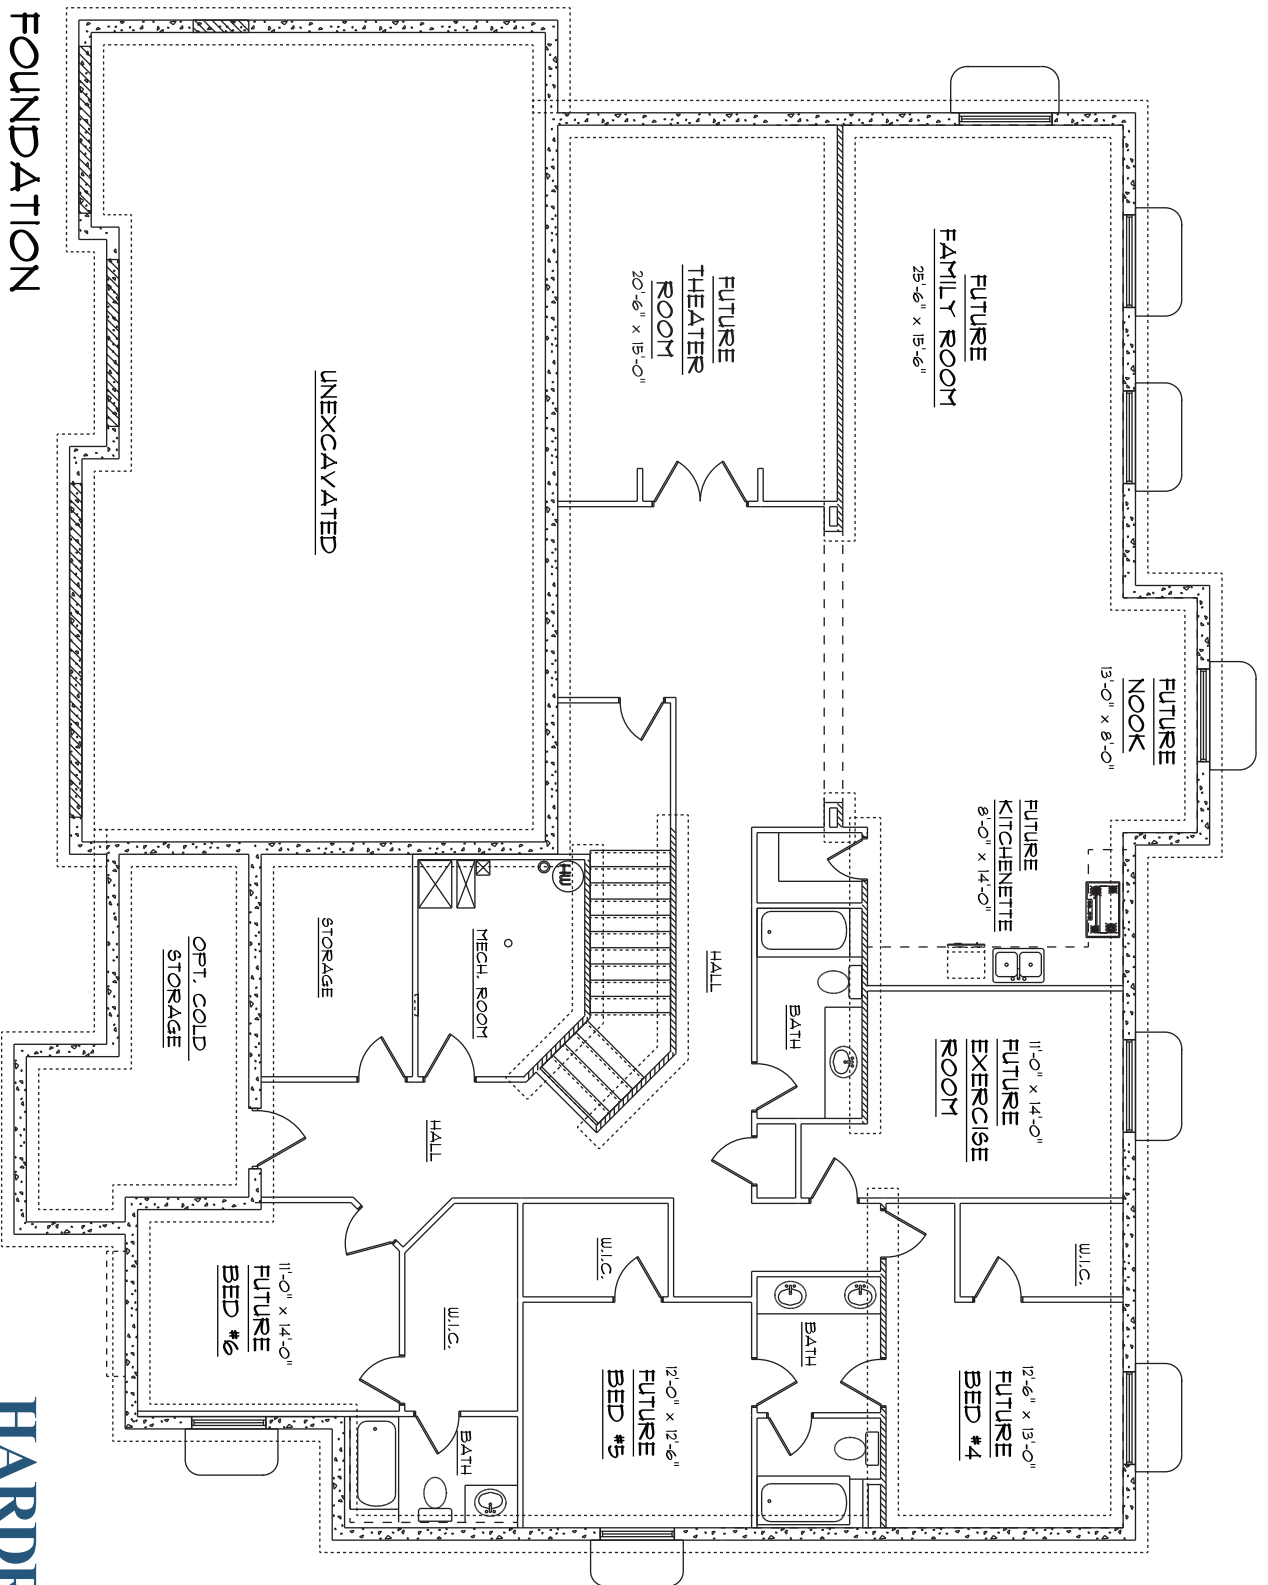 FOUNDATION
UNEXCAVATED
FUTURE
THEATER
ROOM
20'-6" x 15'-0"
FUTURE
FAMILY ROOM
25'-6" x 15'-6"
FUTURE
NOOK
13'-0" x 8'-0"
FUTURE
KITCHENETTE
8'-0" x 14'-0"
11'-0" x 14'-0"
FUTURE
EXERCISE
ROOM
HALL
BATH
HW
MECH. ROOM
STORAGE
OPT. COLD
STORAGE
HALL
W.I.C.
W.I.C.
W.I.C.
BATH
12'-6" x 13'-0"
FUTURE
BED #4
12'-0" x 12'-6"
FUTURE
BED #5
11'-0" x 14'-0"
FUTURE
BED #6
BATH